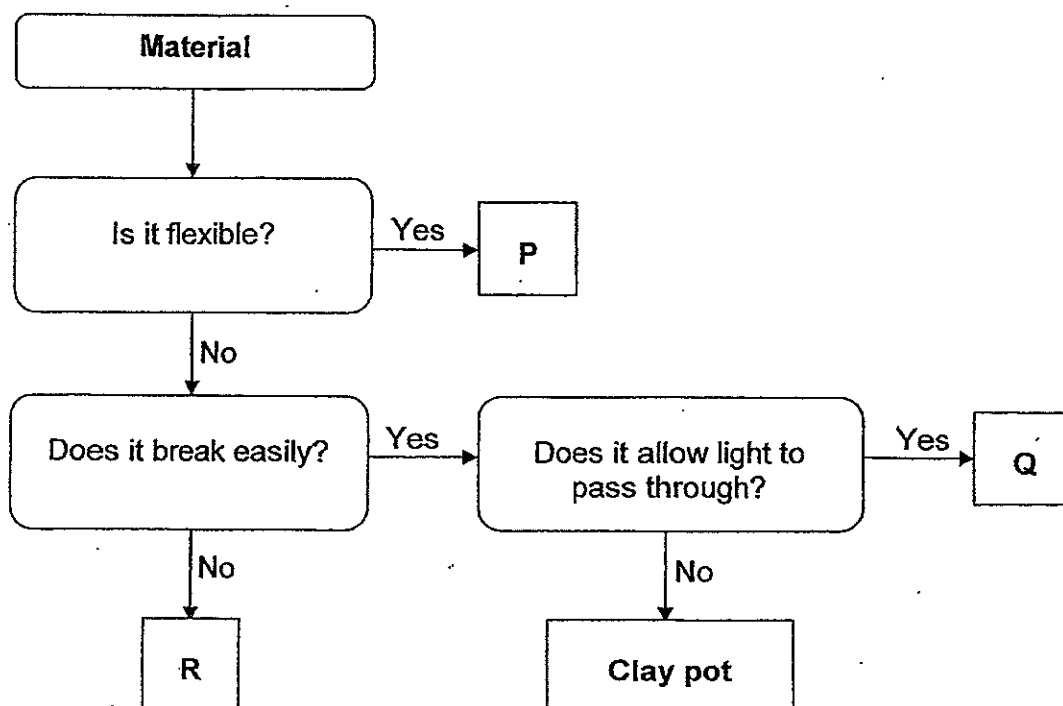 Material
Is it flexible?
Yes
P
No
Does it break easily?
Yes
Does it allow light to
pass through?
Yes
Q
No
No
R
Clay pot